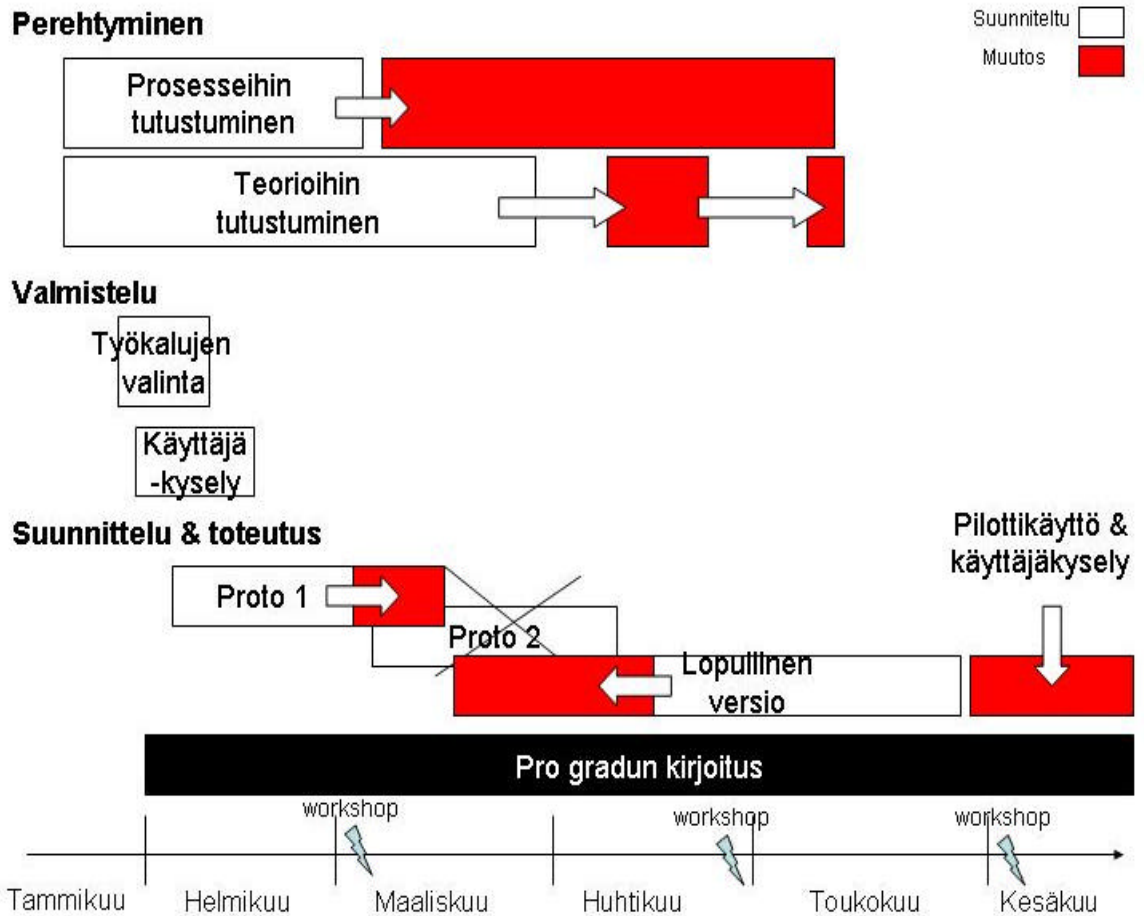 Perehtyminen
Suunniteltu
Muutos
Prosesseihin
tutustuminen
Teorioihin
tutustuminen
Valmistelu
Työkalujen
valinta
Käyttäjä
-kysely
Suunnittelu & toteutus
Pilottikäyttö &
käyttäjäkysely
Proto 1
Proto 2
Lopullinen
versio
Pro gradun kirjoitus
workshop
workshop
workshop
Tammikuu
Helmikuu
Maaliskuu
Huhtikuu
Toukokuu
Kesäkuu